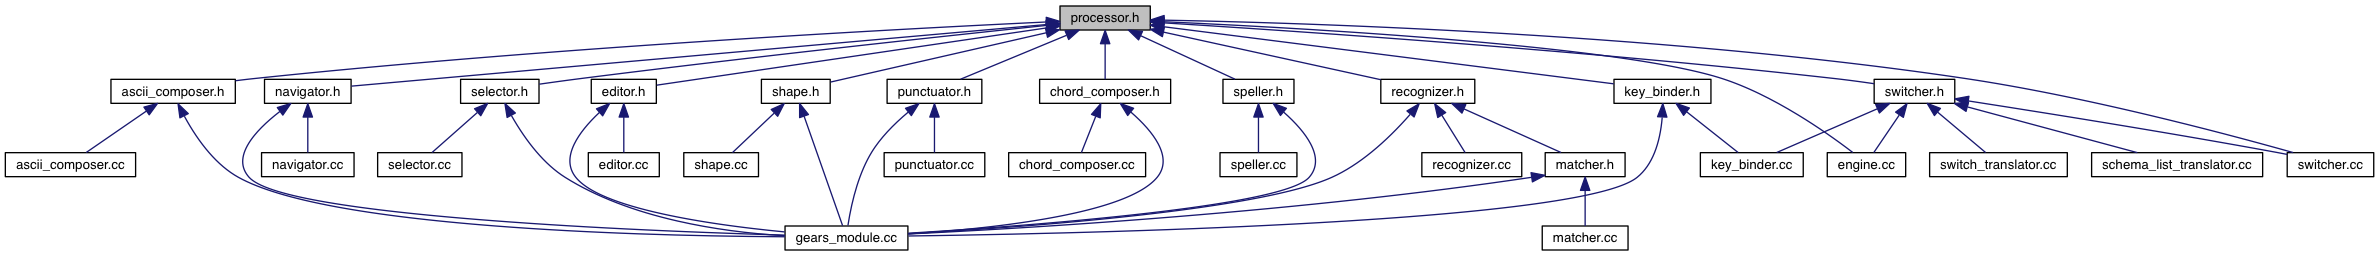 processor.h
ascii_composer.h
navigator.h
selector.h
editor.h
shape.h
punctuator.h
chord_composer.h
speller.h
recognizer.h
key_binder.h
switcher.h
ascii_composer.cc
navigator.cc
selector.cc
editor.cc
shape.cc
punctuator.cc
chord_composer.cc
speller.cc
recognizer.cc
matcher.h
key_binder.cc
engine.cc
switch_translator.cc
schema_list_translator.cc
switcher.cc
gears_module.cc
matcher.cc